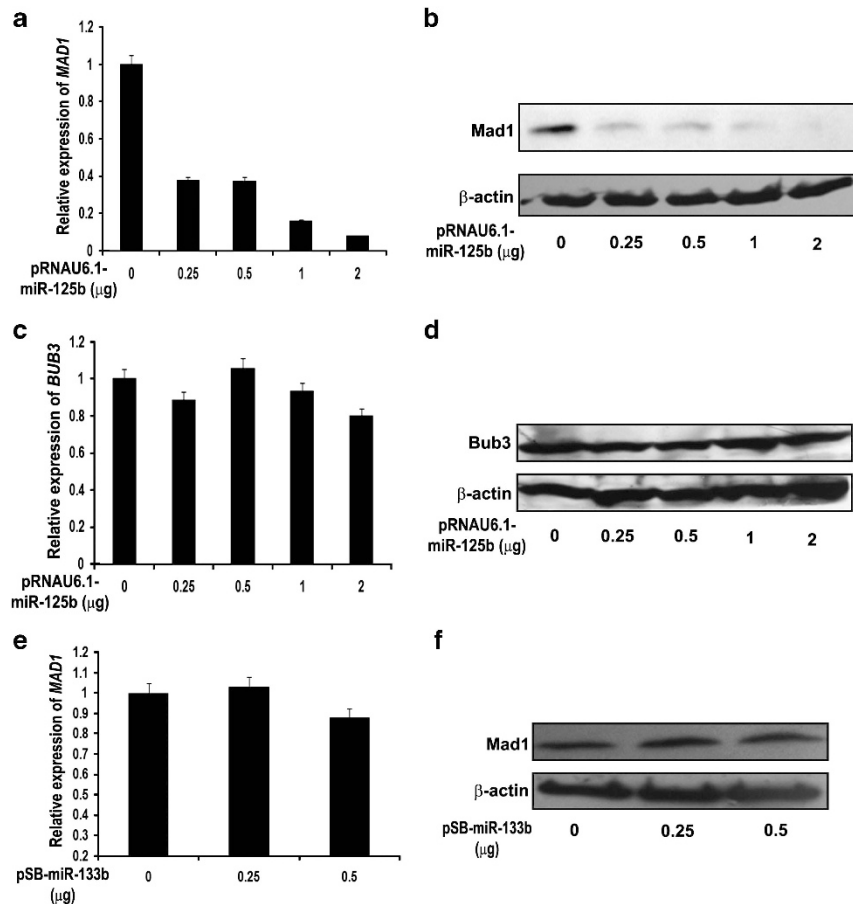 a
Relative expression of MAD1
1.2
1
0.8
0.6
0.4
0.2
0
pRNAU6.1-
miR-125b (µg)
0 0.25 0.5 1 2
b
Mad1
β-actin
pRNAU6.1-
miR-125b (µg)
0 0.25 0.5 1 2
c
Relative expression of BUB3
1.2
1
0.8
0.6
0.4
0.2
0
pRNAU6.1-
miR-125b (µg)
0 0.25 0.5 1 2
d
Bub3
β-actin
pRNAU6.1-
miR-125b (µg)
0 0.25 0.5 1 2
e
Relative expression of MAD1
1.2
1.1
1
0.9
0.8
0.7
0.6
0.5
0.4
0.3
0.2
pSB-miR-133b
(µg)
0 0.25 0.5
f
Mad1
β-actin
pSB-miR-133b
(µg)
0 0.25 0.5